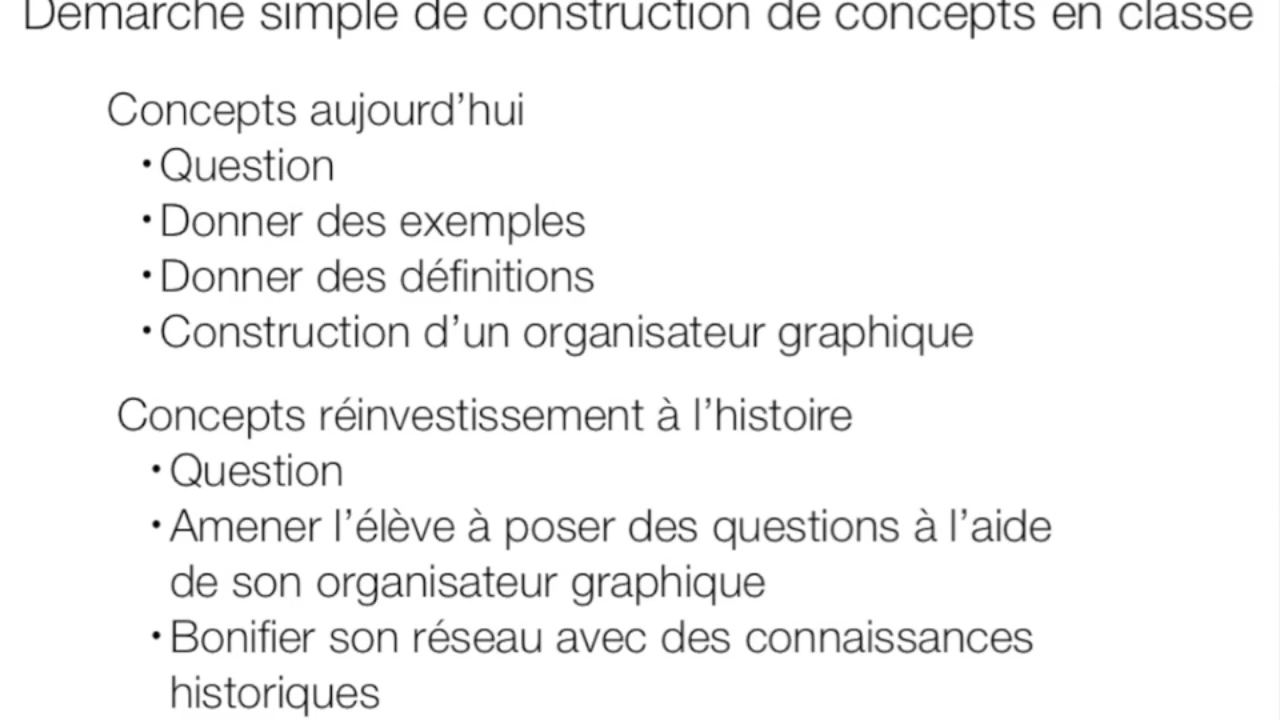 Démarche simple de construction de concepts en classe
Concepts aujourd’hui
• Question
• Donner des exemples
• Donner des définitions
• Construction d’un organisateur graphique
Concepts réinvestissement à l’histoire
• Question
• Amener l’élève à poser des questions à l’aide
de son organisateur graphique
• Bonifier son réseau avec des connaissances
historiques